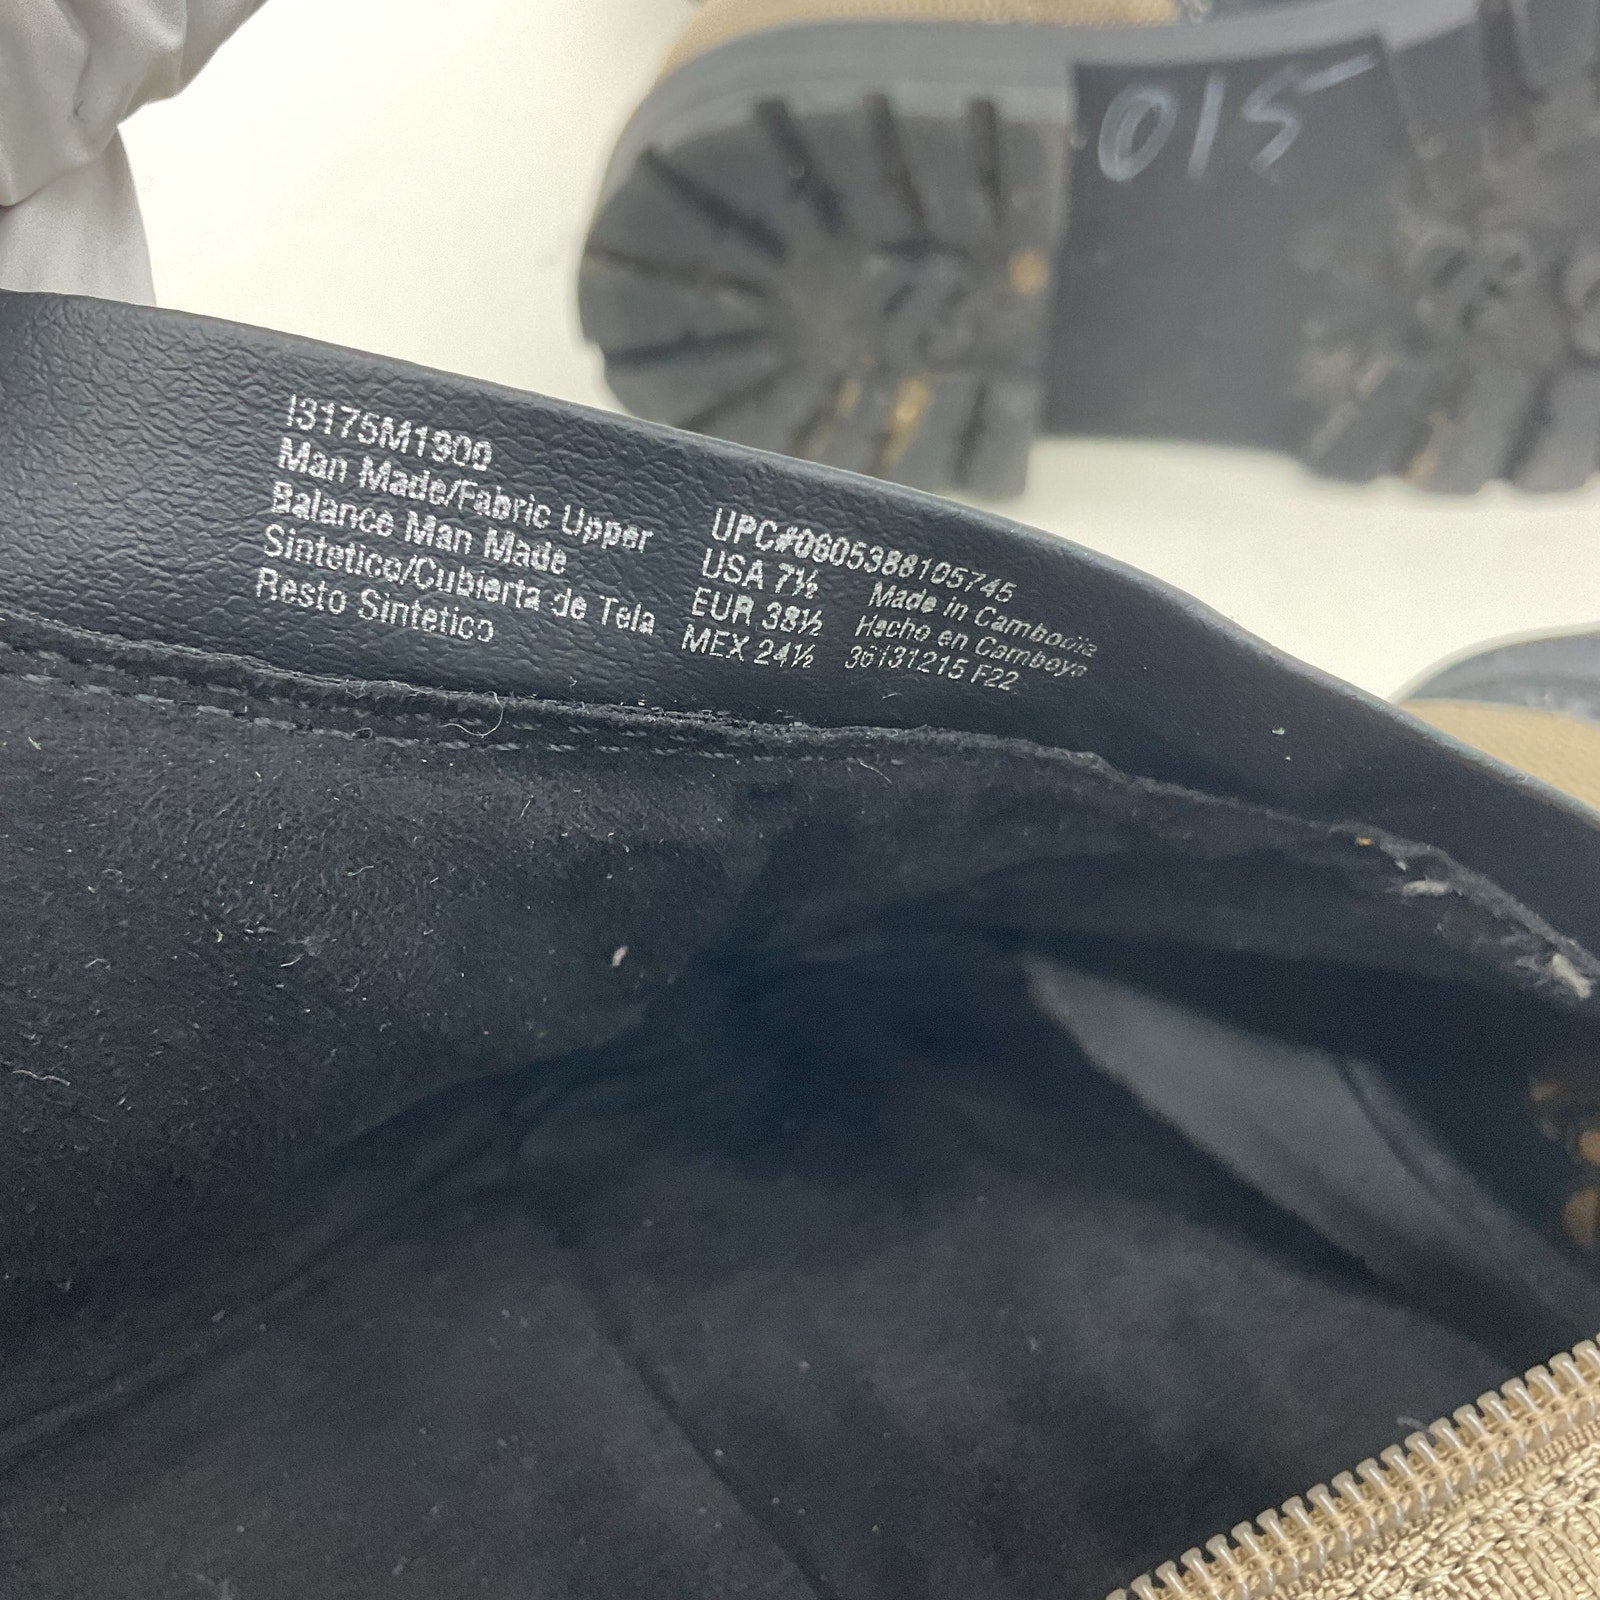 015
I3175M1900
Man Made/Fabric Upper
Balance Man Made
Sintetico/Cubierta de Tela
Resto Sintetico
UPC#0605388105745
USA 7½
EUR 38½
MEX 24½
Made in Cambodia
Hecho en Camboya
36131215 F22